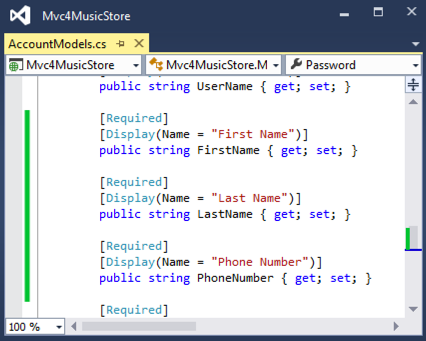 Mvc4MusicStore
AccountModels.cs
Mvc4MusicStore Mvc4MusicStore.M Password
public string UserName { get; set; }
[Required]
[Display(Name = "First Name")]
public string FirstName { get; set; }
[Required]
[Display(Name = "Last Name")]
public string LastName { get; set; }
[Required]
[Display(Name = "Phone Number")]
public string PhoneNumber { get; set; }
[Required]
100 %